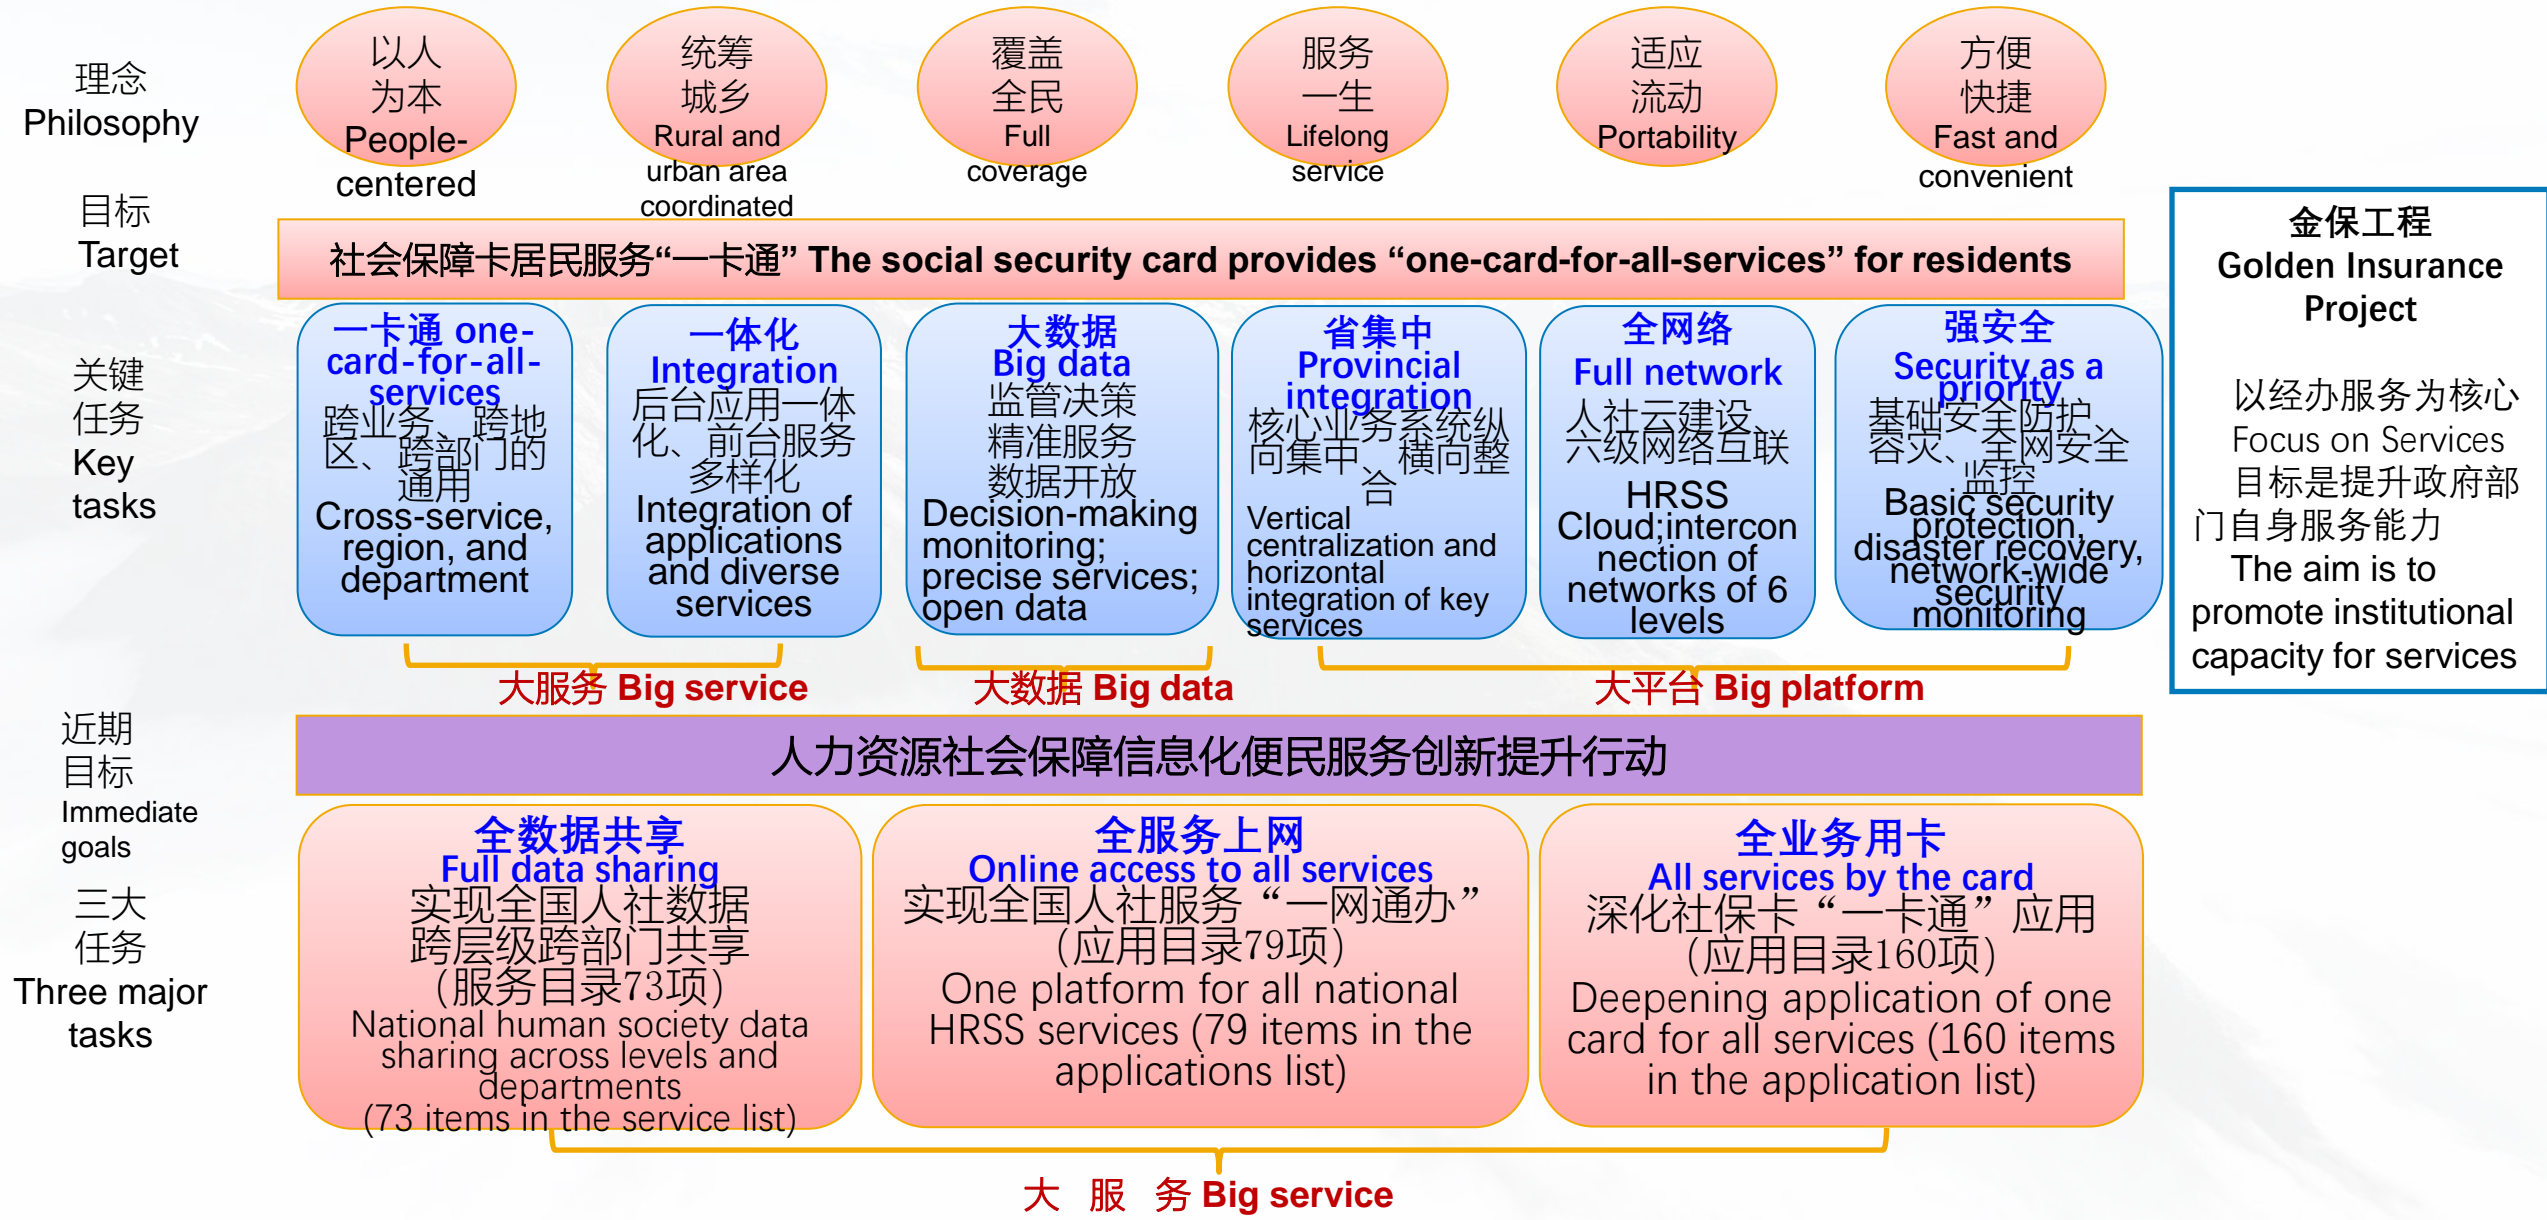 理念
Philosophy
以人
为本
People-
centered
统筹
城乡
Rural and
urban area
coordinated
覆盖
全民
Full
coverage
服务
一生
Lifelong
service
适应
流动
Portability
方便
快捷
Fast and
convenient
目标
Target
社会保障卡居民服务“一卡通” The social security card provides “one-card-for-all-services” for residents
关键
任务
Key
tasks
一卡通 one-
card-for-all-
services
跨业务、跨地
区、跨部门的
通用
Cross-service,
region, and
department
一体化
Integration
后台应用一体
化、前台服务
多样化
Integration of
applications
and diverse
services
大数据
Big data
监管决策
精准服务
数据开放
Decision-making
monitoring;
precise services;
open data
省集中
Provincial
integration
核心业务系统纵
向集中、横向整
合
Vertical
centralization and
horizontal
integration of key
services
全网络
Full network
人社云建设、
六级网络互联
HRSS
Cloud;intercon
nection of
networks of 6
levels
强安全
Security as a
priority
基础安全防护、
容灾、全网安全
监控
Basic security
protection,
disaster recovery,
network-wide
security
monitoring
大服务 Big service
大数据 Big data
大平台 Big platform
金保工程
Golden Insurance
Project
以经办服务为核心
Focus on Services
目标是提升政府部
门自身服务能力
The aim is to
promote institutional
capacity for services
近期
目标
Immediate
goals
人力资源社会保障信息化便民服务创新提升行动
三大
任务
Three major
tasks
全数据共享
Full data sharing
实现全国人社数据
跨层级跨部门共享
（服务目录73项）
National human society data
sharing across levels and
departments
(73 items in the service list)
全服务上网
Online access to all services
实现全国人社服务“一网通办”
（应用目录79项）
One platform for all national
HRSS services (79 items in the
applications list)
全业务用卡
All services by the card
深化社保卡“一卡通”应用
（应用目录160项）
Deepening application of one
card for all services (160 items
in the application list)
大 服 务 Big service